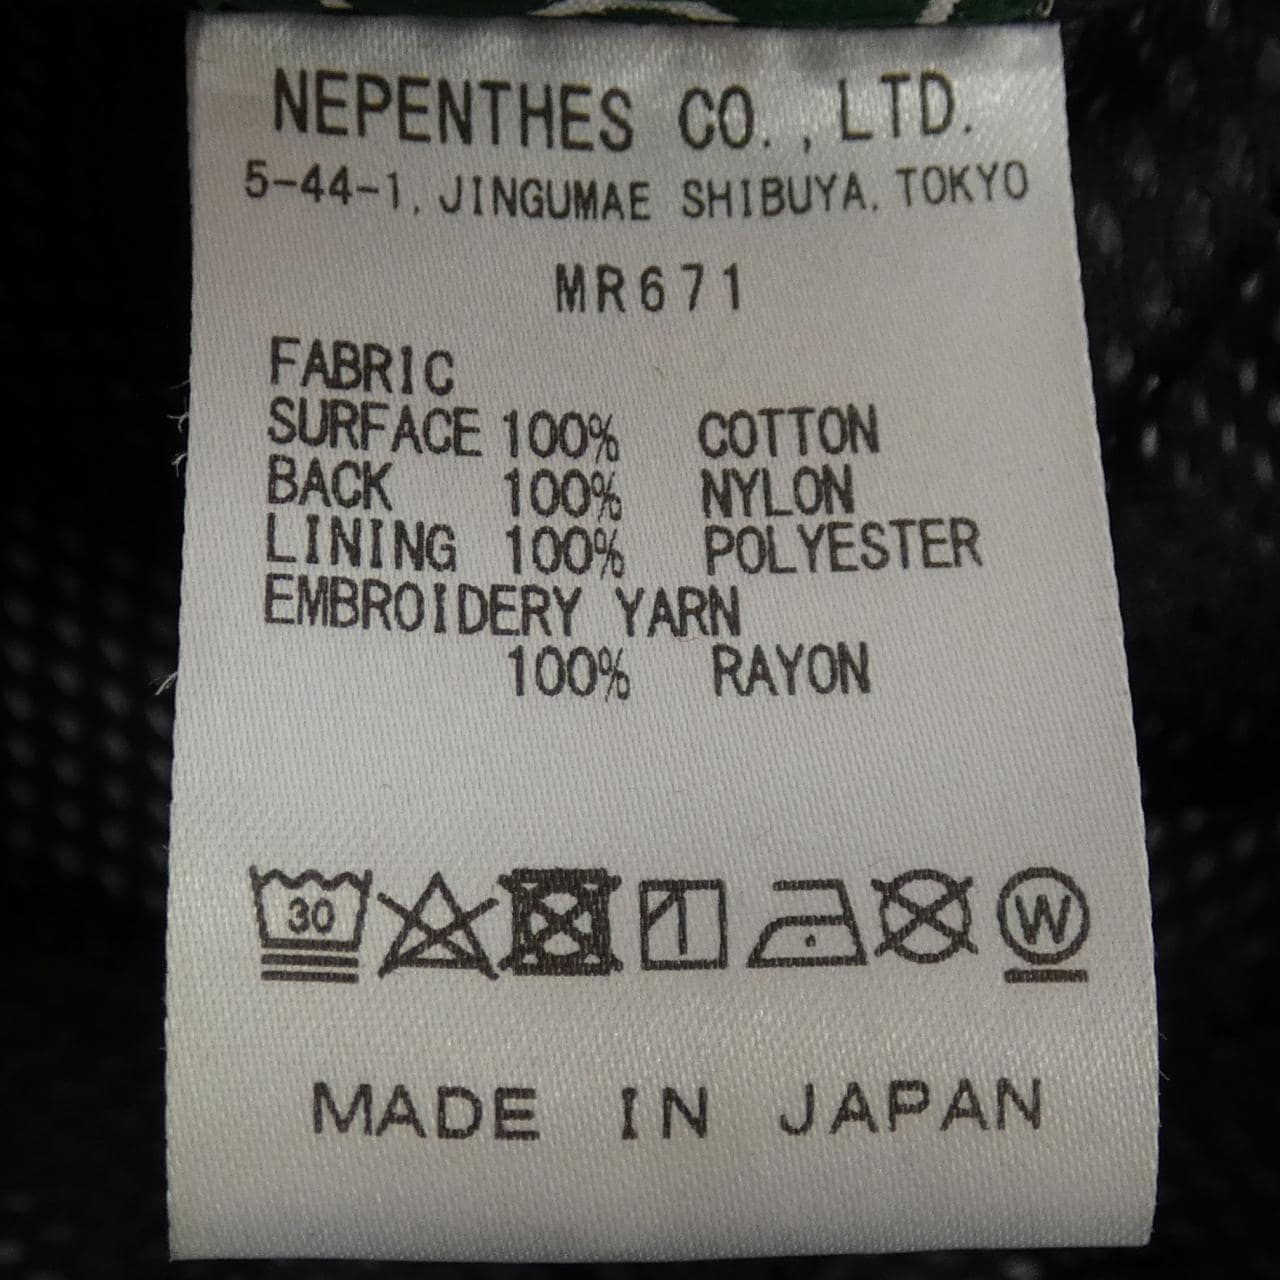 NEPENTHES CO., LTD.
5-44-1, JINGUMAE SHIBUYA, TOKYO
MR671
FABRIC
SURFACE 100% COTTON
BACK 100% NYLON
LINING 100% POLYESTER
EMBROIDERY YARN
100% RAYON
30 W
MADE IN JAPAN